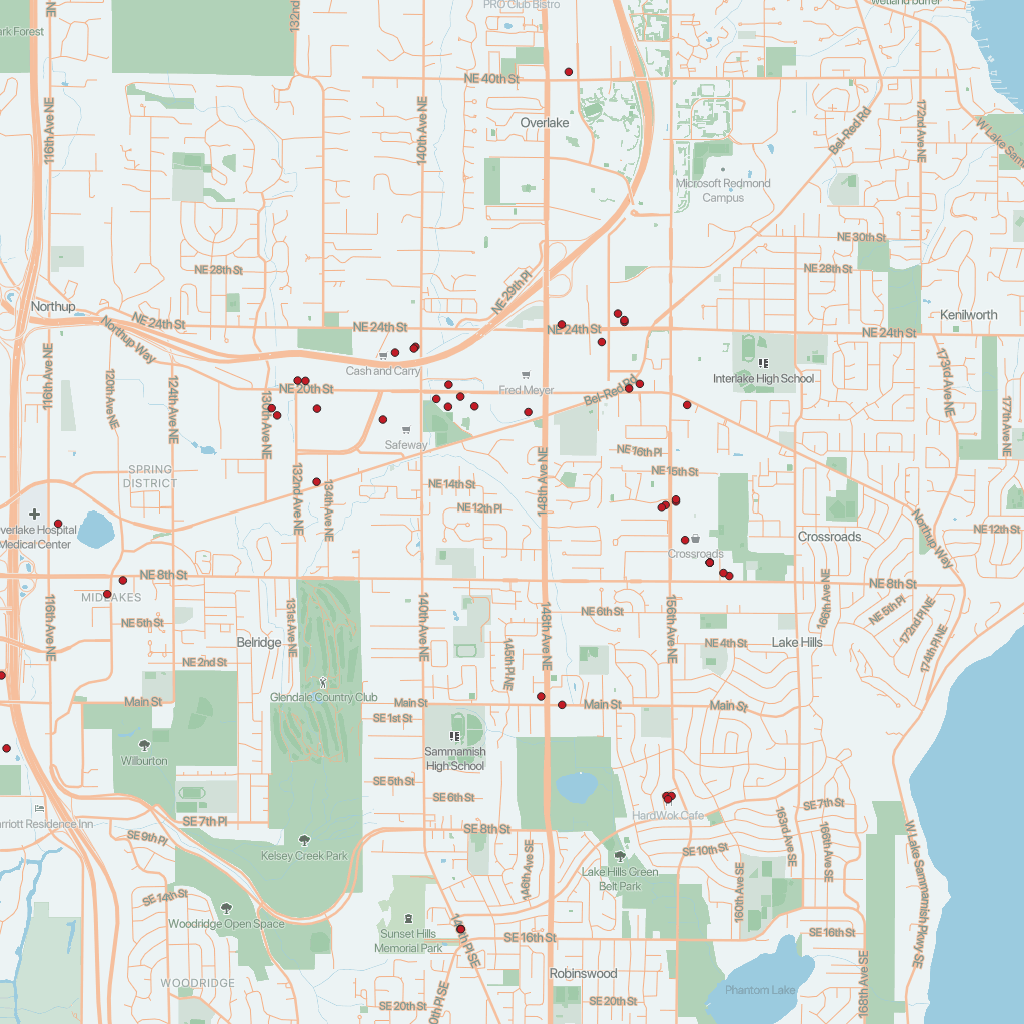 PRO Club Bistro
wetland buffer
132nd
NE
Park Forest
NE 40th St
116th Ave NE
140th Ave NE
Overlake
Bel-Red Rd
172nd Ave NE
W Lake Samm
Microsoft Redmond
Campus
NE 30th St
NE 28th St
NE 28th St
NE 29th Pl
Northup
NE 24th St
NE 24th St
NE 24th St
NE 24th St
Kenilworth
Northup Way
Cash and Carry
116th Ave NE
120th Ave NE
124th Ave NE
130th Ave NE
NE 20th St
Fred Meyer
Bel-Red Rd
Interlake High School
173rd Ave NE
177th Ave NE
Safeway
SPRING
DISTRICT
132nd Ave NE
134th Ave NE
NE 14th St
NE 12th Pl
148th Ave NE
NE 16th Pl
NE 15th St
Overlake Hospital
Medical Center
Crossroads
Crossroads
Northup Way
NE 12th St
NE 8th St
NE 8th St
MIDLAKES
116th Ave NE
NE 5th St
131st Ave NE
Belridge
140th Ave NE
145th Pl NE
148th Ave NE
NE 6th St
156th Ave NE
NE 4th St
Lake Hills
166th Ave NE
NE 5th Pl
172nd Pl NE
174th Pl NE
NE 2nd St
Glendale Country Club
Main St
Main St
Main St
Main St
SE 1st St
Wilburton
Sammamish
High School
SE 5th St
SE 6th St
Marriott Residence Inn
SE 7th Pl
SE 9th Pl
SE 8th St
HardWok Cafe
SE 7th St
163rd Ave SE
166th Ave SE
W Lake Sammamish Pkwy SE
Kelsey Creek Park
146th Ave SE
SE 10th St
Lake Hills Green
Belt Park
160th Ave SE
SE 14th St
Woodridge Open Space
Sunset Hills
Memorial Park
SE 16th St
SE 16th St
Robinswood
WOODRIDGE
SE 20th St
SE 20th St
Phantom Lake
168th Ave SE